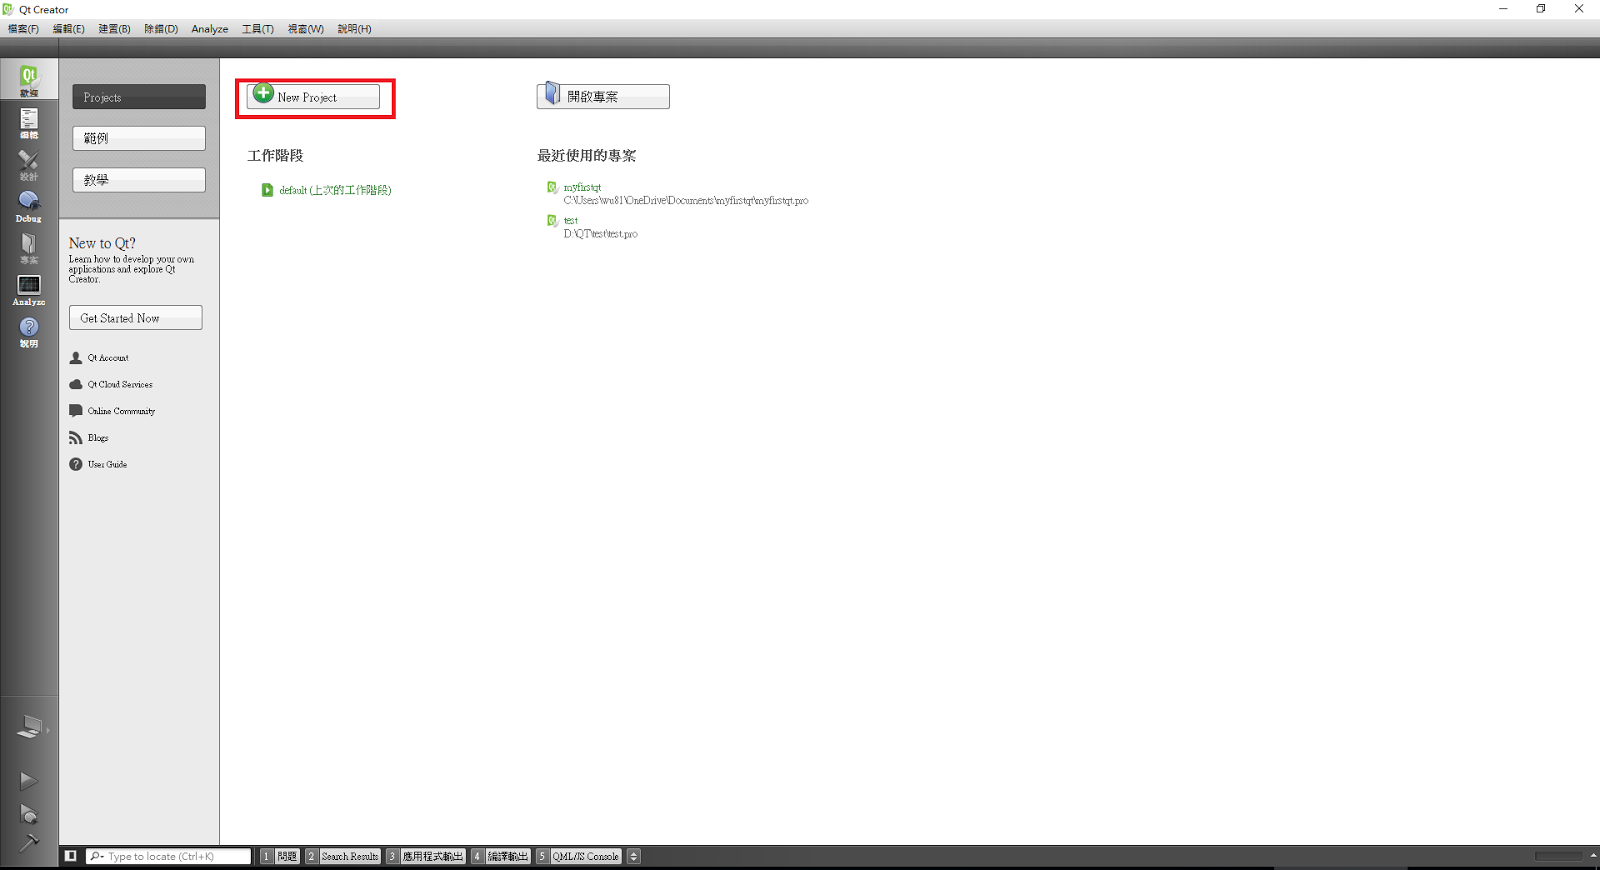 Qt Creator
檔案(F) 編輯(E) 建置(B) 除錯(D) Analyze 工具(T) 視窗(W) 說明(H)
歡迎
編輯
設計
Debug
專案
Analyze
說明
Projects
範例
教學
New to Qt?
Learn how to develop your own
applications and explore Qt
Creator.
Get Started Now
Qt Account
Qt Cloud Services
Online Community
Blogs
User Guide
New Project
開啟專案
工作階段
default (上次的工作階段)
最近使用的專案
myfirstqt
C:\Users\wu81\OneDrive\Documents\myfirstqt\myfirstqt.pro
test
D:\QT\test\test.pro
Type to locate (Ctrl+K) 1 問題 2 Search Results 3 應用程式輸出 4 編譯輸出 5 QML/JS Console